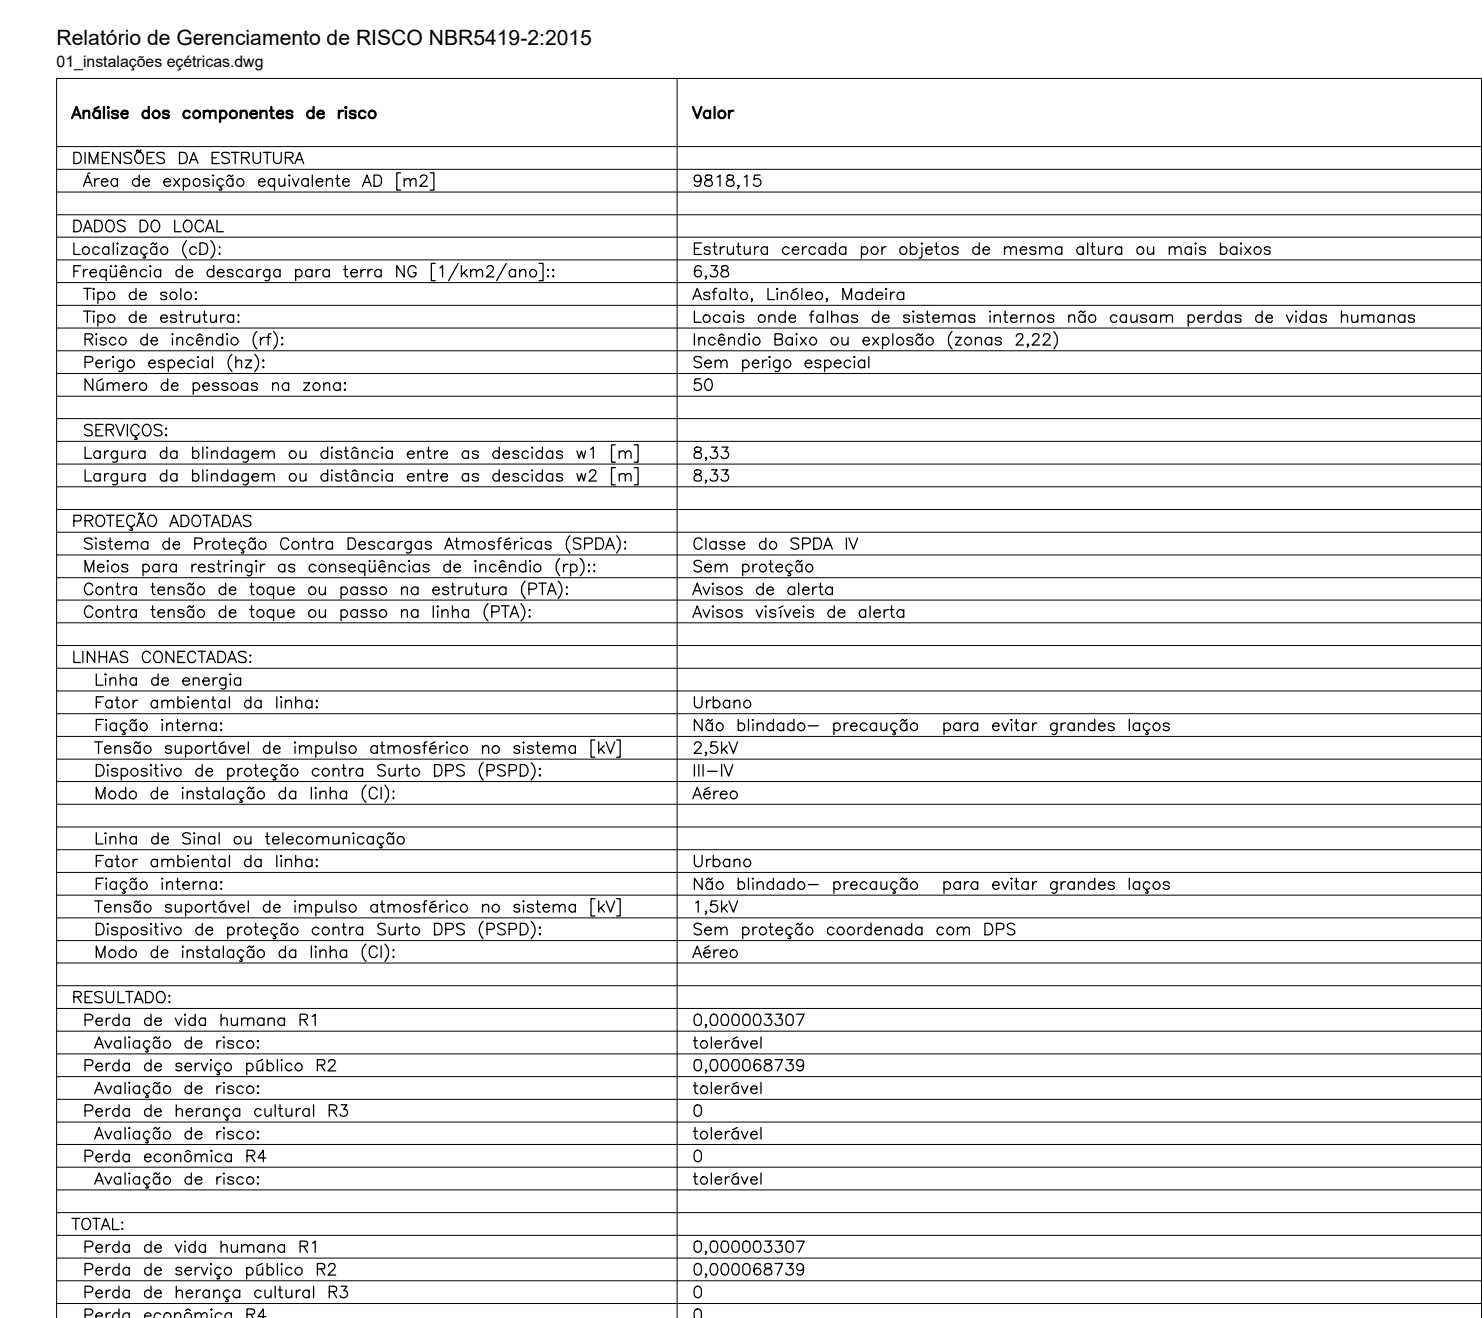 Relatório de Gerenciamento de RISCO NBR5419-2:2015
01_instalações eçétricas.dwg
Análise dos componentes de risco Valor
DIMENSÕES DA ESTRUTURA
Área de exposição equivalente AD [m2] 9818,15
DADOS DO LOCAL
Localização (cD): Estrutura cercada por objetos de mesma altura ou mais baixos
Freqüência de descarga para terra NG [1/km2/ano]:: 6,38
Tipo de solo: Asfalto, Linóleo, Madeira
Tipo de estrutura: Locais onde falhas de sistemas internos não causam perdas de vidas humanas
Risco de incêndio (rf): Incêndio Baixo ou explosão (zonas 2,22)
Perigo especial (hz): Sem perigo especial
Número de pessoas na zona: 50
SERVIÇOS:
Largura da blindagem ou distância entre as descidas w1 [m] 8,33
Largura da blindagem ou distância entre as descidas w2 [m] 8,33
PROTEÇÃO ADOTADAS
Sistema de Proteção Contra Descargas Atmosféricas (SPDA): Classe do SPDA IV
Meios para restringir as conseqüências de incêndio (rp):: Sem proteção
Contra tensão de toque ou passo na estrutura (PTA): Avisos de alerta
Contra tensão de toque ou passo na linha (PTA): Avisos visíveis de alerta
LINHAS CONECTADAS:
Linha de energia
Fator ambiental da linha: Urbano
Fiação interna: Não blindado– precaução para evitar grandes laços
Tensão suportável de impulso atmosférico no sistema [kV] 2,5kV
Dispositivo de proteção contra Surto DPS (PSPD): III–IV
Modo de instalação da linha (CI): Aéreo
Linha de Sinal ou telecomunicação
Fator ambiental da linha: Urbano
Fiação interna: Não blindado– precaução para evitar grandes laços
Tensão suportável de impulso atmosférico no sistema [kV] 1,5kV
Dispositivo de proteção contra Surto DPS (PSPD): Sem proteção coordenada com DPS
Modo de instalação da linha (CI): Aéreo
RESULTADO:
Perda de vida humana R1 0,000003307
Avaliação de risco: tolerável
Perda de serviço público R2 0,000068739
Avaliação de risco: tolerável
Perda de herança cultural R3 0
Avaliação de risco: tolerável
Perda econômica R4 0
Avaliação de risco: tolerável
TOTAL:
Perda de vida humana R1 0,000003307
Perda de serviço público R2 0,000068739
Perda de herança cultural R3 0
Perda econômica R4 0